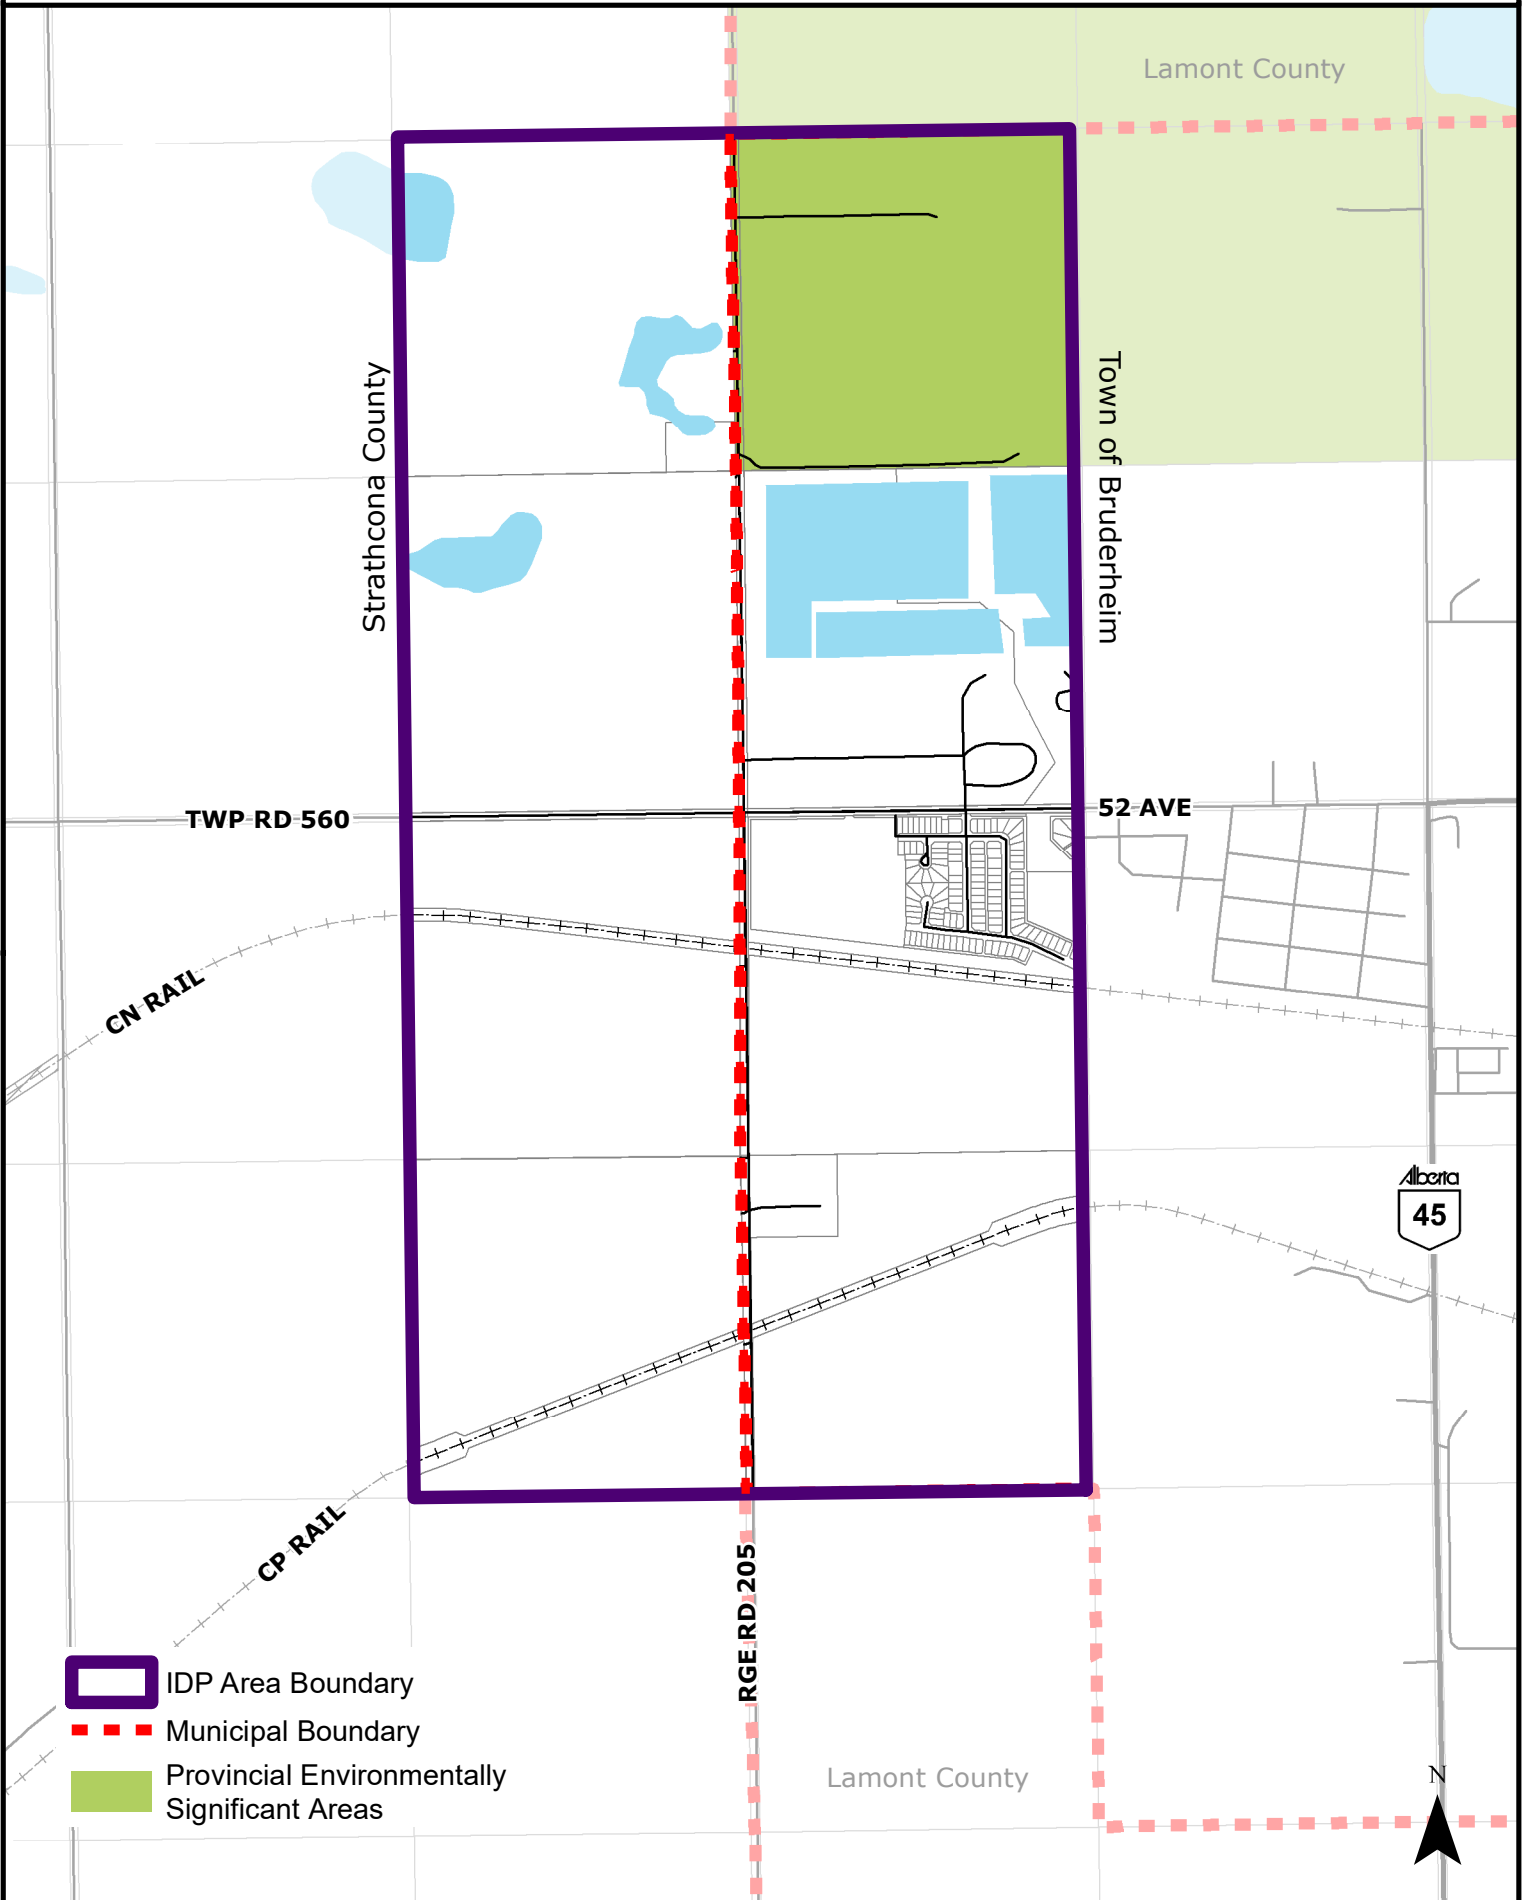 Lamont County
Strathcona County
Town of Bruderheim
TWP RD 560
52 AVE
CN RAIL
Alberta
45
CP RAIL
RGE RD 205
IDP Area Boundary
Municipal Boundary
Provincial Environmentally
Significant Areas
Lamont County
N